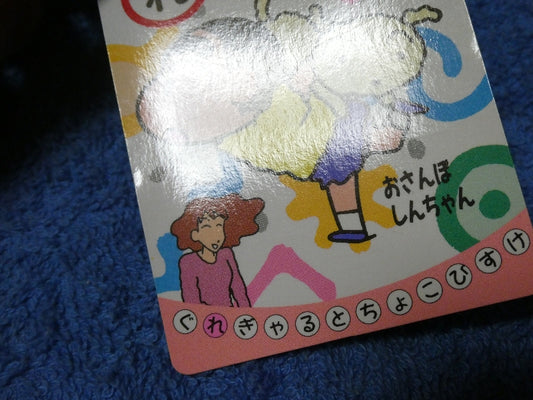 れ
おさんぽ
しんちゃん
ぐれきゃるとちょこびすけ